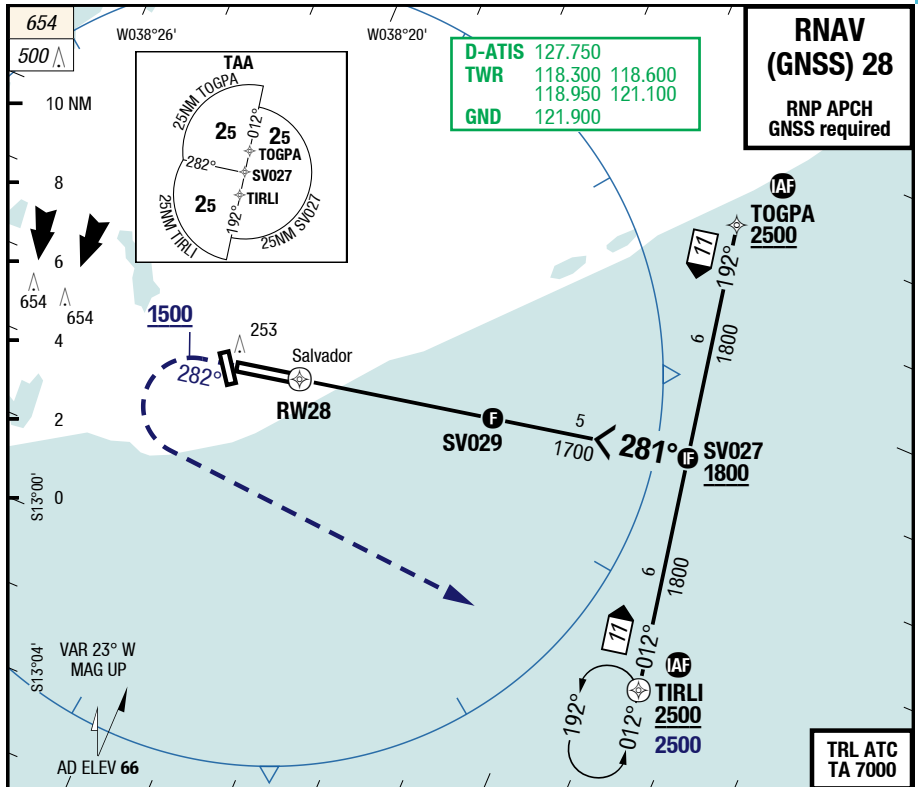 654
500
W038°26'
W038°20'
RNAV
(GNSS) 28
RNP APCH
GNSS required
D-ATIS 127.750
TWR 118.300 118.600
118.950 121.100
GND 121.900
TAA
25NM TOGPA
25
012°
25
TOGPA
282°
SV027
25
192°
TIRLI
25NM TIRLI
25NM SV027
10 NM
8
6
4
2
0
S13°00'
S13°04'
654
654
IAF
TOGPA
2500
11
192°
6
1800
1500
253
282°
Salvador
RW28
F
SV029
5
1700
281°
IF
SV027
1800
6
1800
11
012°
IAF
TIRLI
2500
2500
192°
012°
VAR 23° W
MAG UP
AD ELEV 66
TRL ATC
TA 7000